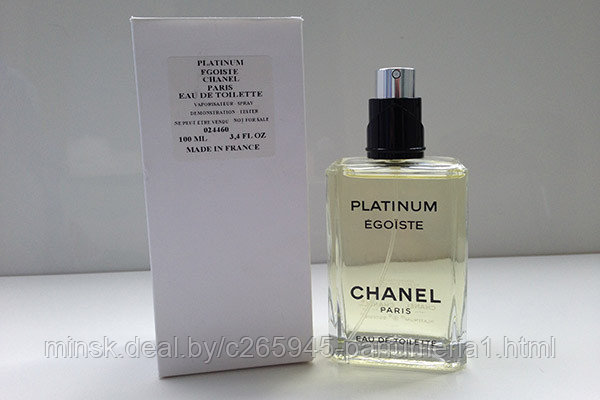 PLATINUM
EGOISTE
CHANEL
PARIS
EAU DE TOILETTE
VAPORISATEUR - SPRAY
DEMONSTRATION - TESTER
NE PEUT ETRE VENDU NOT FOR SALE
024460
100 ML 3,4 FL OZ
MADE IN FRANCE
PLATINUM
ÉGOÏSTE
CHANEL
PARIS
EAU DE TOILETTE
minsk.deal.by/c265945-parfjumeria1.html